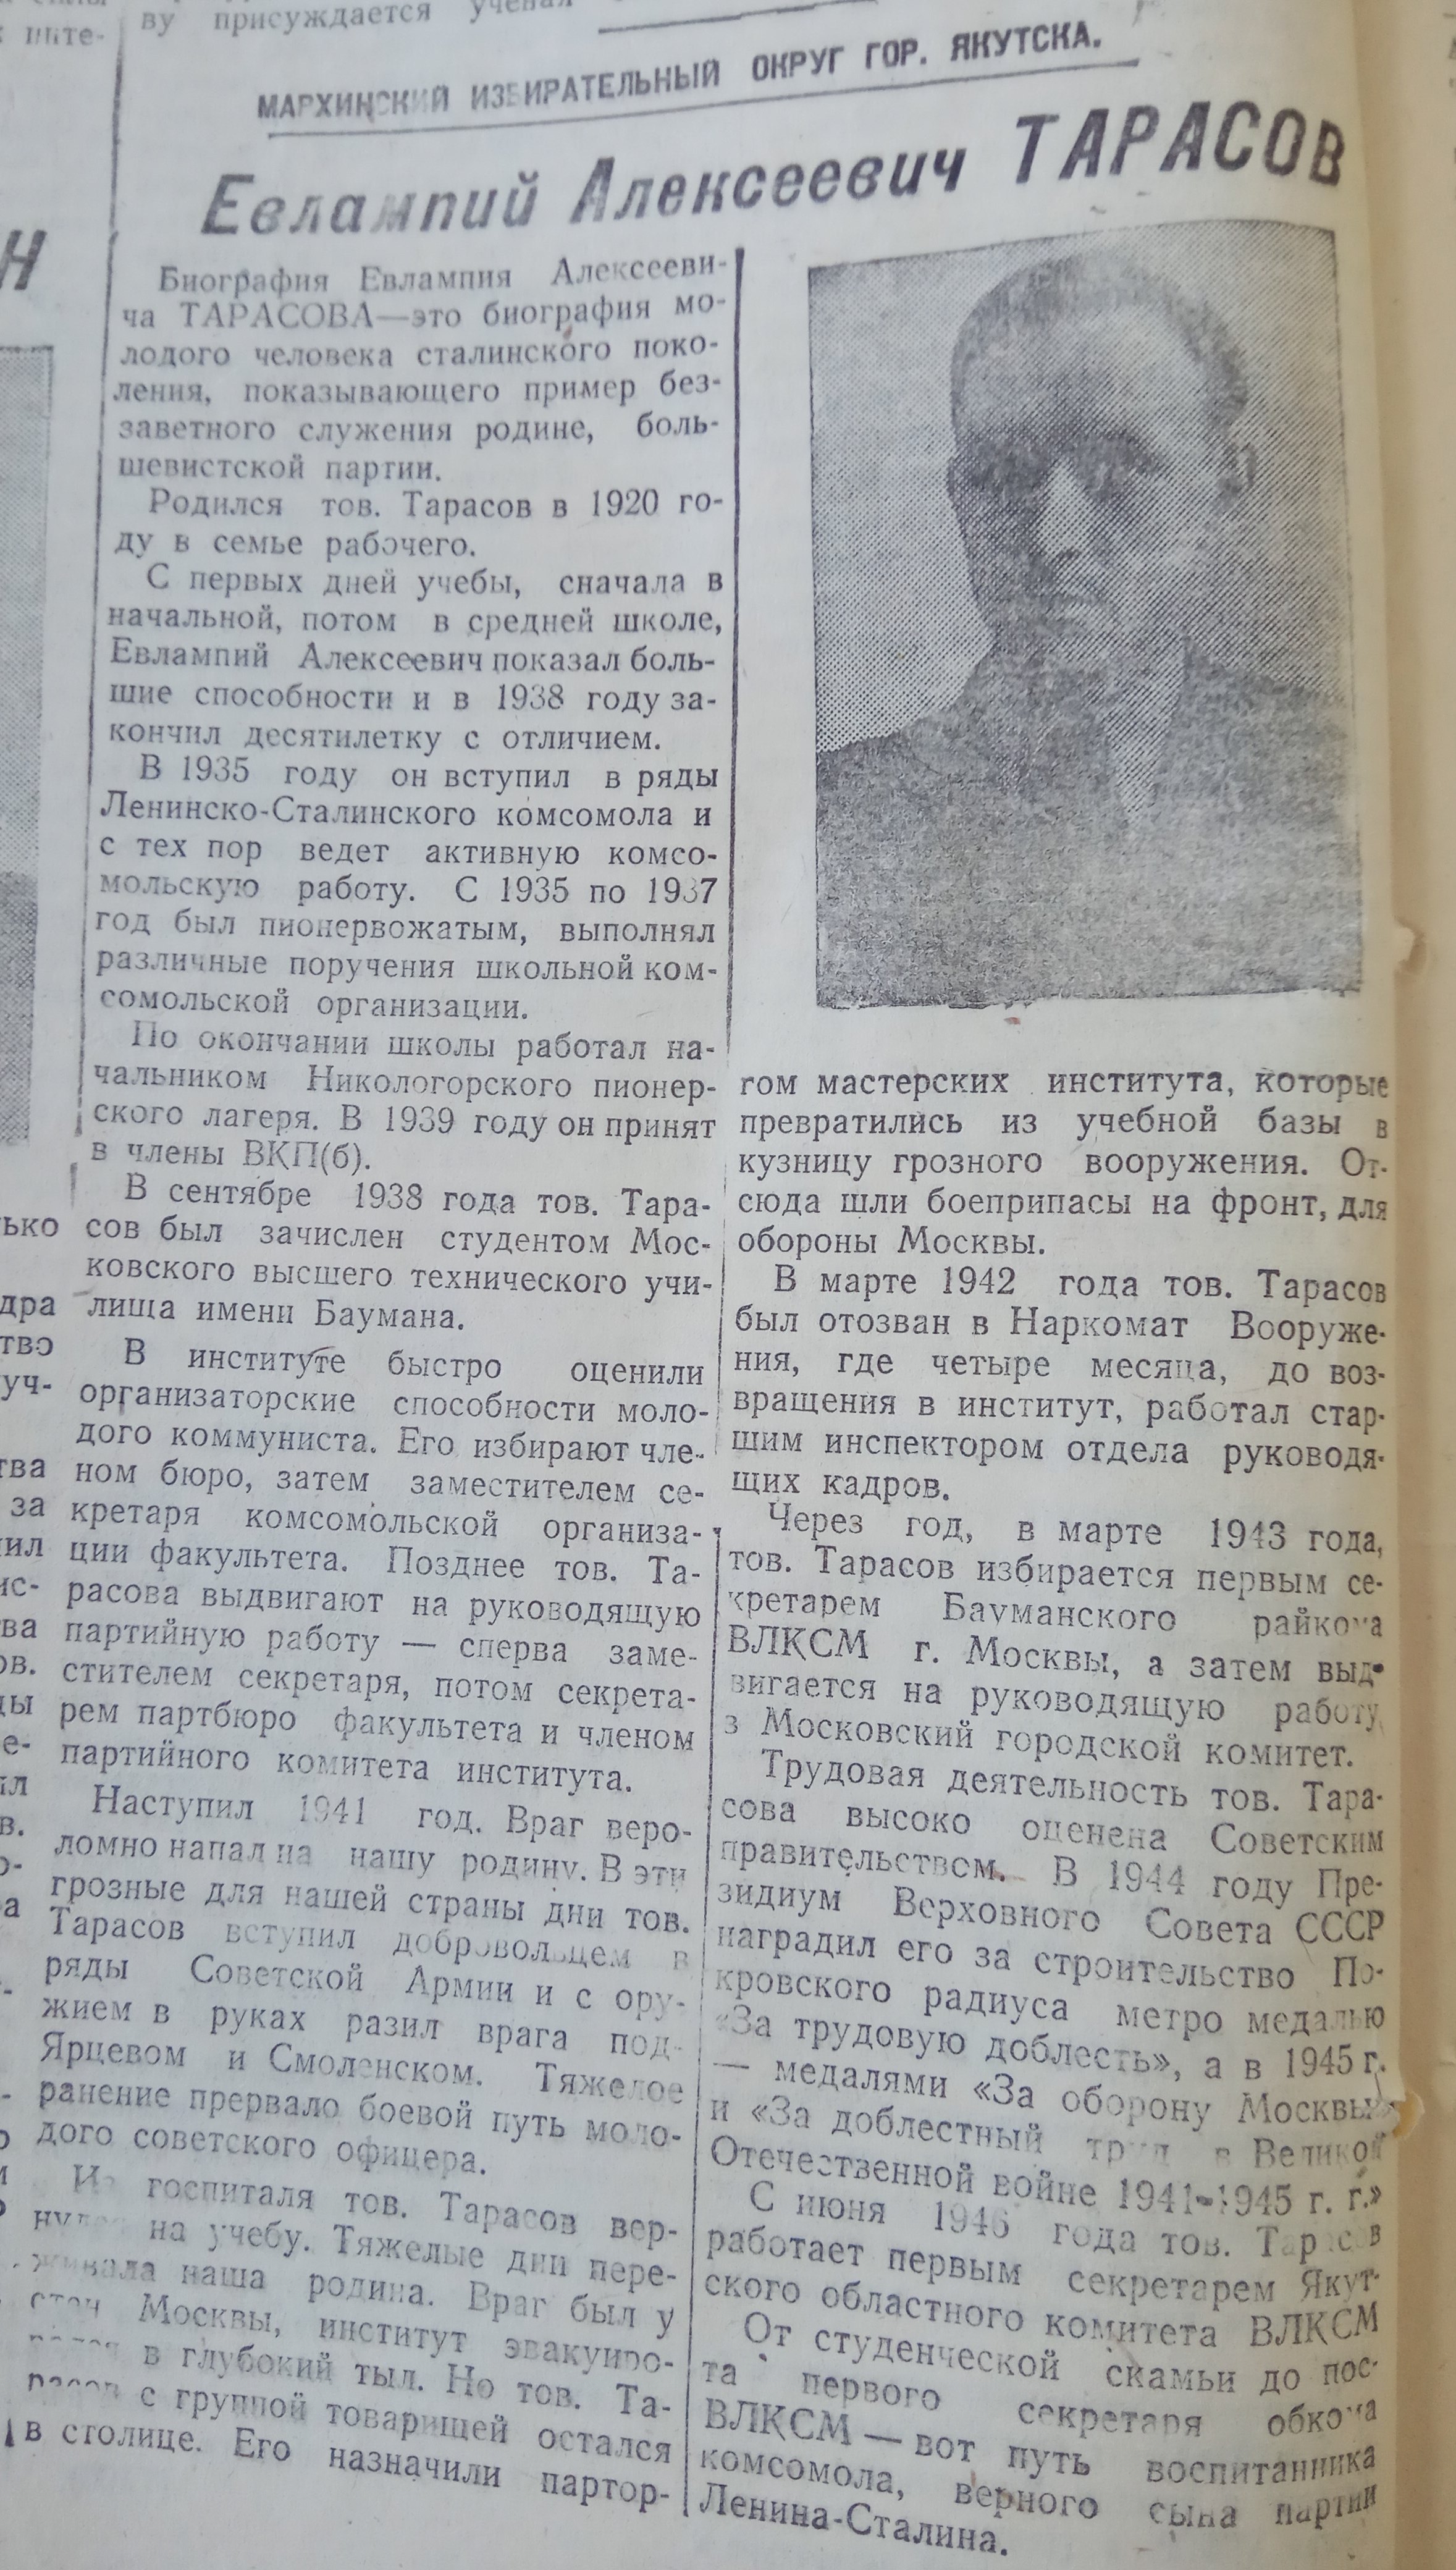 ву присуждается ученая
МАРХИНСКИЙ ИЗБИРАТЕЛЬНЫЙ ОКРУГ ГОР. ЯКУТСКА.
Евлампий Алексеевич ТАРАСОВ
Биография Евлампия Алексееви-
ча ТАРАСОВА—это биография мо-
лодого человека сталинского поко-
ления, показывающего пример без-
заветного служения родине, боль-
шевистской партии.
Родился тов. Тарасов в 1920 го-
ду в семье рабочего.
С первых дней учебы, сначала в
начальной, потом в средней школе,
Евлампий Алексеевич показал боль-
шие способности и в 1938 году за-
кончил десятилетку с отличием.
В 1935 году он вступил в ряды
Ленинско-Сталинского комсомола и
с тех пор ведет активную комсо-
мольскую работу. С 1935 по 1937
год был пионервожатым, выполнял
различные поручения школьной ком-
сомольской организации.
По окончании школы работал на-
чальником Никологорского пионер-
ского лагеря. В 1939 году он принят
в члены ВКП(б).
В сентябре 1938 года тов. Тара-
сов был зачислен студентом Мос-
ковского высшего технического учи-
лища имени Баумана.
В институте быстро оценили
организаторские способности моло-
дого коммуниста. Его избирают чле-
ном бюро, затем заместителем се-
кретаря комсомольской организа-
ции факультета. Позднее тов. Та-
расова выдвигают на руководящую
партийную работу — сперва заме-
стителем секретаря, потом секрета-
рем партбюро факультета и членом
партийного комитета института.
Наступил 1941 год. Враг веро-
ломно напал на нашу родину. В эти
грозные для нашей страны дни тов.
Тарасов вступил добровольцем в
ряды Советской Армии и с ору-
жием в руках разил врага под-
Ярцевом и Смоленском. Тяжелое
ранение прервало боевой путь моло-
дого советского офицера.
Из госпиталя тов. Тарасов вер-
нулся на учебу. Тяжелые дни пере-
живала наша родина. Враг был у
стен Москвы, институт эвакуиро-
вался в глубокий тыл. Но тов. Та-
расов с группой товарищей остался
в столице. Его назначили партор-
гом мастерских института, которые
превратились из учебной базы в
кузницу грозного вооружения. От-
сюда шли боеприпасы на фронт, для
обороны Москвы.
В марте 1942 года тов. Тарасов
был отозван в Наркомат Вооруже-
ния, где четыре месяца, до воз-
вращения в институт, работал стар-
шим инспектором отдела руководя-
щих кадров.
Через год, в марте 1943 года,
тов. Тарасов избирается первым се-
кретарем Бауманского райкома
ВЛКСМ г. Москвы, а затем выд-
вигается на руководящую работу
в Московский городской комитет.
Трудовая деятельность тов. Тара-
сова высоко оценена Советским
правительством. В 1944 году Пре-
зидиум Верховного Совета СССР
наградил его за строительство По-
кровского радиуса метро медалью
«За трудовую доблесть», а в 1945 г.
— медалями «За оборону Москвы»
и «За доблестный труд в Великой
Отечественной войне 1941-1945 г. г.»
С июня 1946 года тов. Тарасов
работает первым секретарем Якут-
ского областного комитета ВЛКСМ
От студенческой скамьи до пос-
та первого секретаря обкома
ВЛКСМ — вот путь воспитанника
комсомола, верного сына партии
Ленина-Сталина.